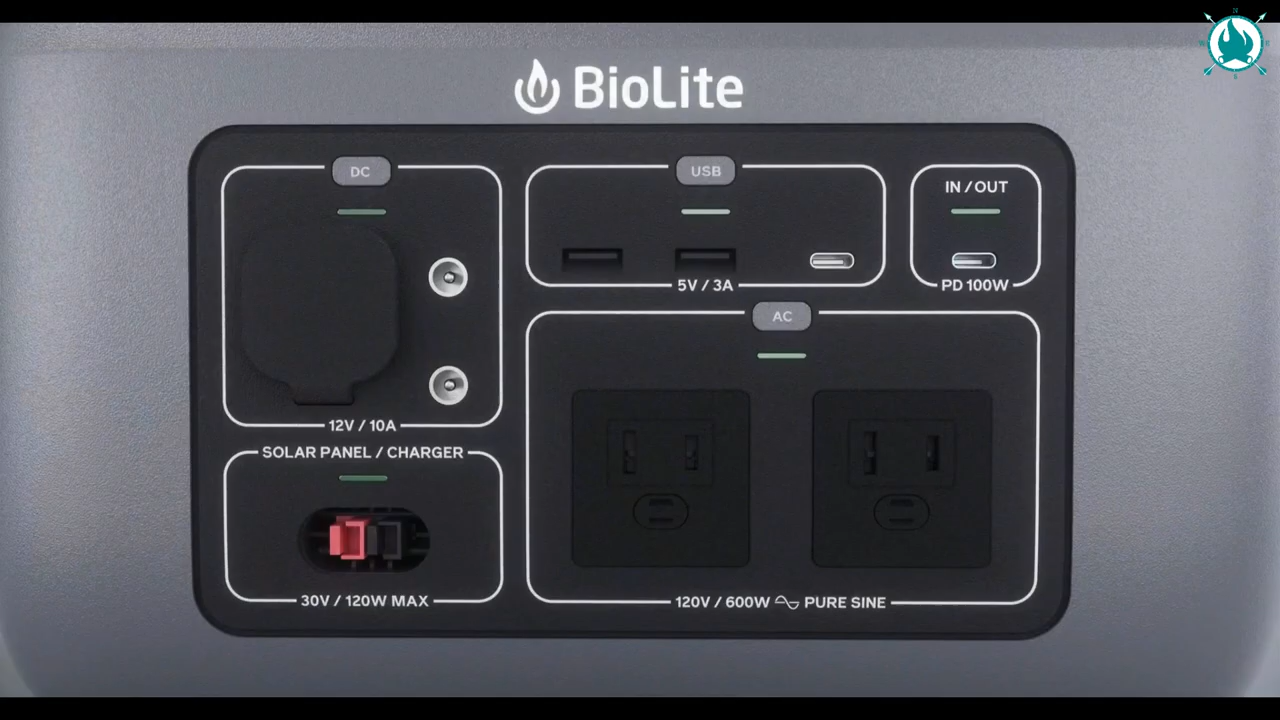 BioLite
DC
USB
IN / OUT
5V / 3A
PD 100W
AC
12V / 10A
SOLAR PANEL / CHARGER
30V / 120W MAX
120V / 600W PURE SINE